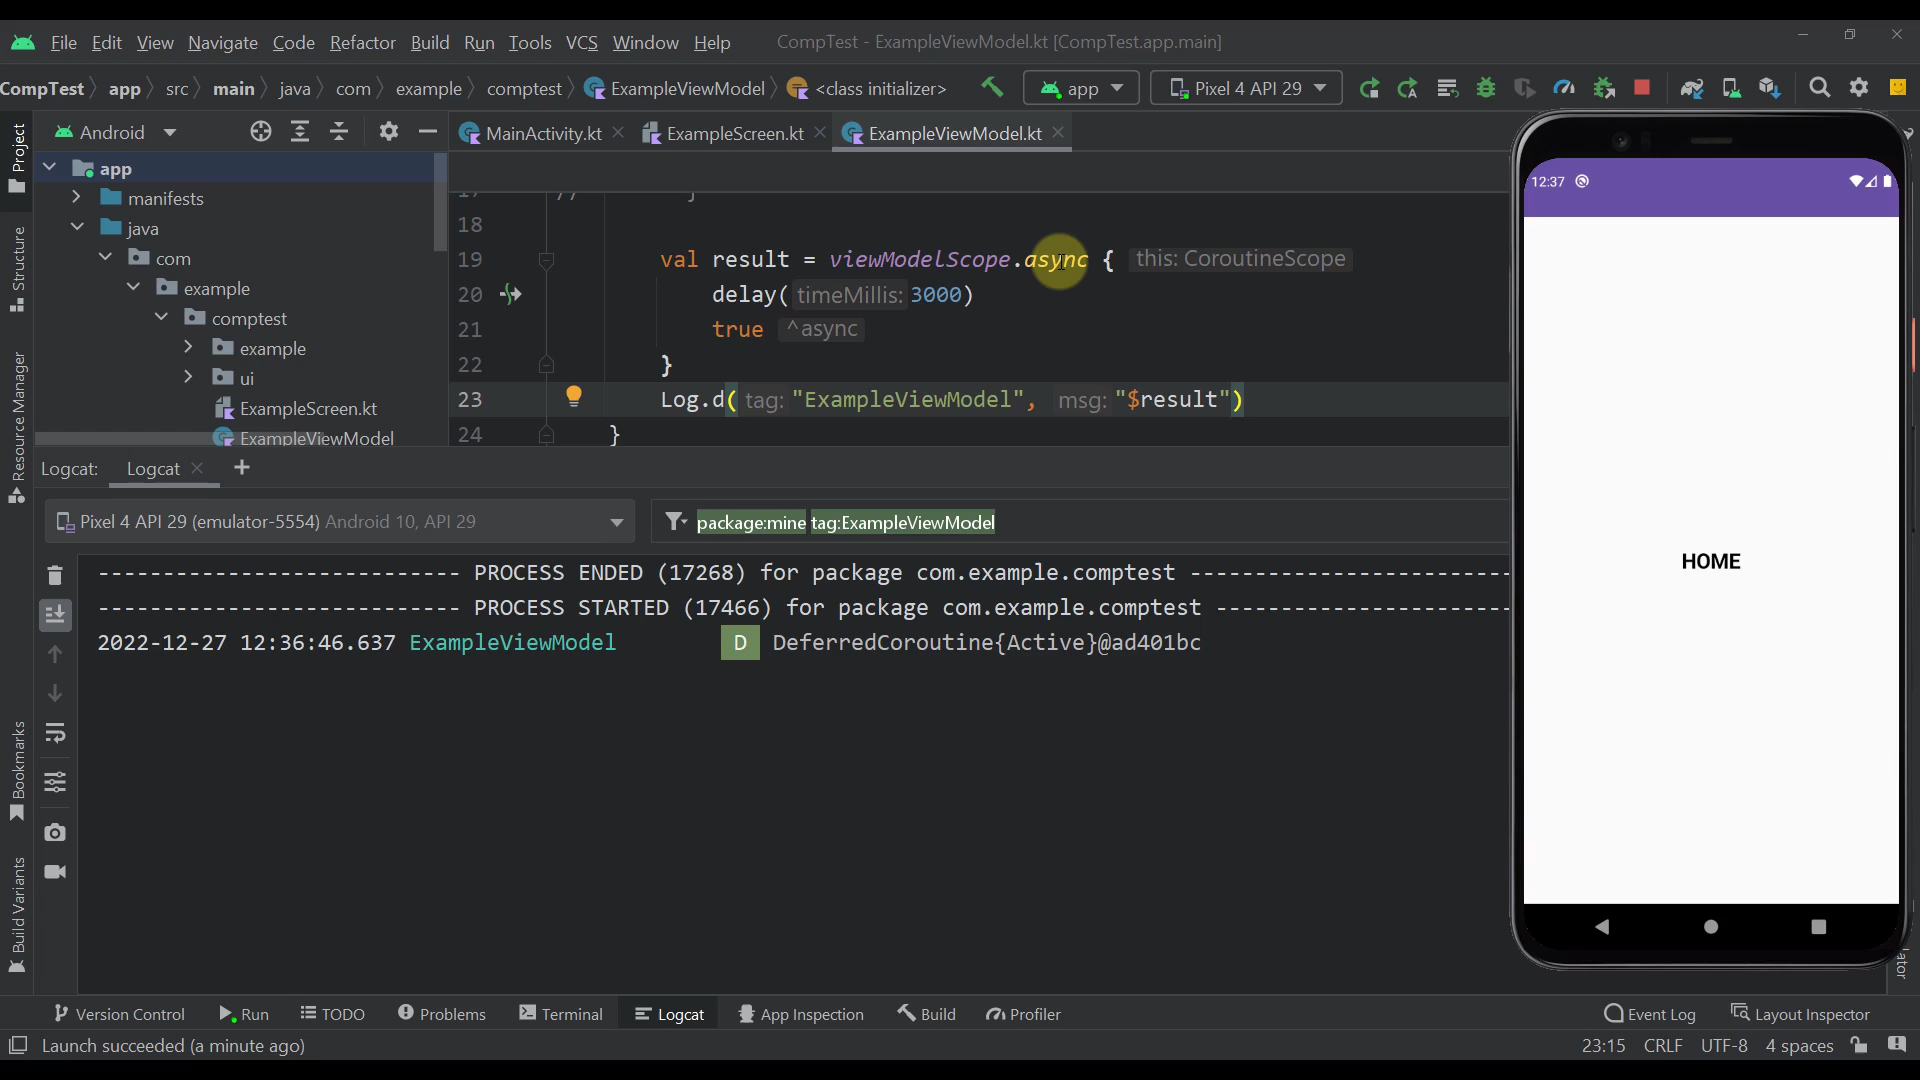 File Edit View Navigate Code Refactor Build Run Tools VCS Window Help CompTest - ExampleViewModel.kt [CompTest.app.main]
CompTest app src main java com example comptest ExampleViewModel <class initializer> app Pixel 4 API 29
Android
MainActivity.kt ExampleScreen.kt ExampleViewModel.kt
Project
Structure
Resource Manager
Bookmarks
Build Variants
app
manifests
java
com
example
comptest
example
ui
ExampleScreen.kt
ExampleViewModel
18
19 val result = viewModelScope.async { this: CoroutineScope
20 delay( timeMillis: 3000)
21 true ^async
22 }
23 Log.d( tag: "ExampleViewModel", msg: "$result")
24 }
12:37
HOME
Logcat: Logcat
Pixel 4 API 29 (emulator-5554) Android 10, API 29
package:mine tag:ExampleViewModel
---------------------------- PROCESS ENDED (17268) for package com.example.comptest -------------------------
---------------------------- PROCESS STARTED (17466) for package com.example.comptest -----------------------
2022-12-27 12:36:46.637 ExampleViewModel D DeferredCoroutine{Active}@ad401bc
Version Control Run TODO Problems Terminal Logcat App Inspection Build Profiler Event Log Layout Inspector
Launch succeeded (a minute ago) 23:15 CRLF UTF-8 4 spaces